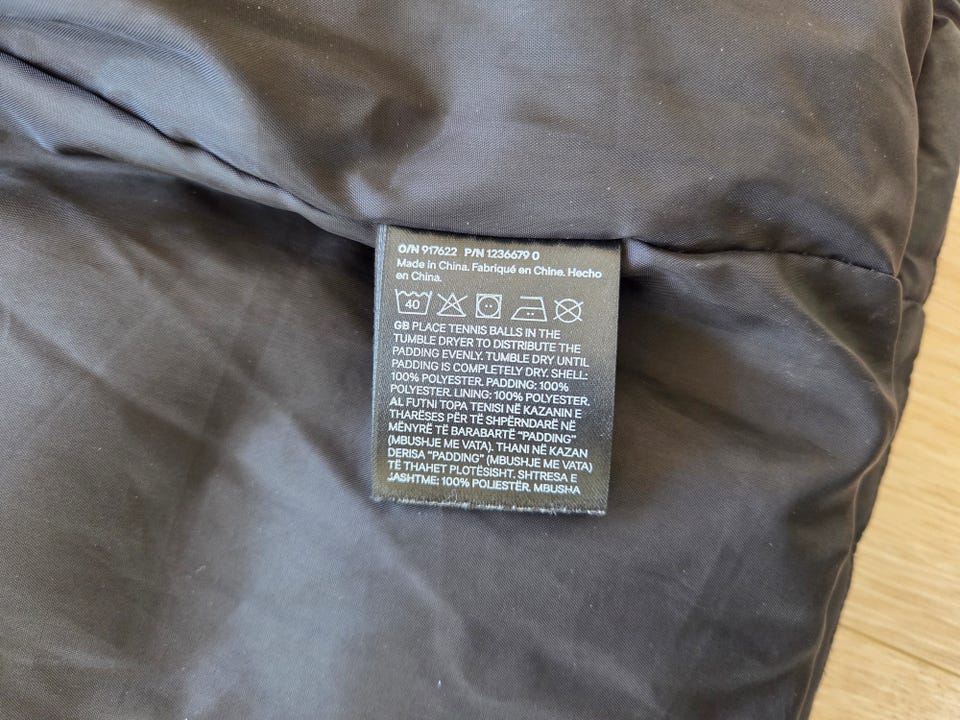 O/N 917622 P/N 1236679 0
Made in China. Fabriqué en Chine. Hecho
en China.
40
GB PLACE TENNIS BALLS IN THE
TUMBLE DRYER TO DISTRIBUTE THE
PADDING EVENLY. TUMBLE DRY UNTIL
PADDING IS COMPLETELY DRY. SHELL:
100% POLYESTER. PADDING: 100%
POLYESTER. LINING: 100% POLYESTER.
AL FUTNI TOPA TENISI NË KAZANIN E
THARËSES PËR TË SHPËRNDARË NË
MËNYRË TË BARABARTË “PADDING”
(MBUSHJE ME VATA). THANI NË KAZAN
DERISA “PADDING” (MBUSHJE ME VATA)
TË THAHET PLOTËSISHT. SHTRESA E
JASHTME: 100% POLIESTËR. MBUSHA